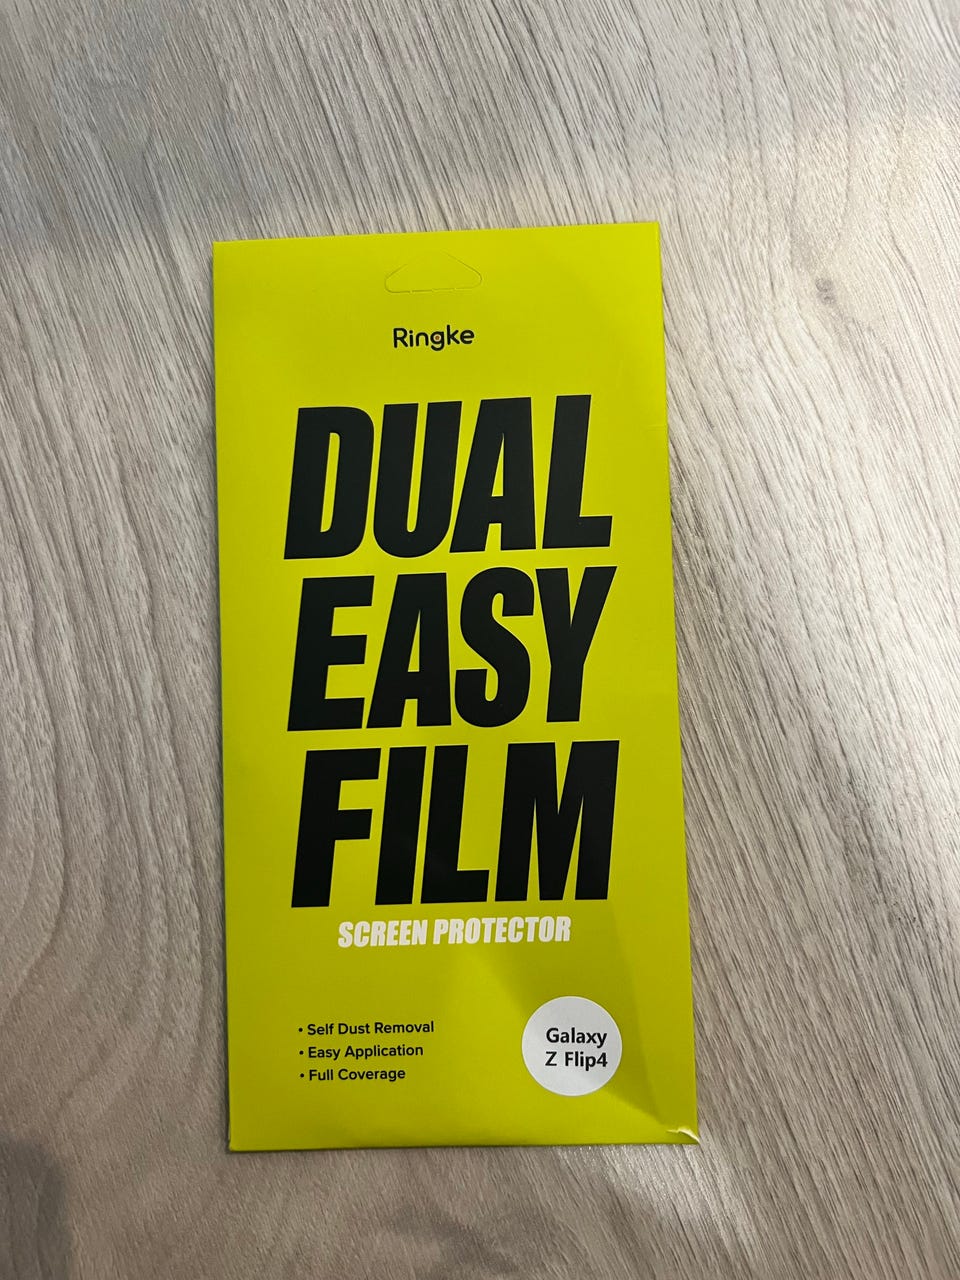 Ringke
DUAL
EASY
FILM
SCREEN PROTECTOR
• Self Dust Removal
• Easy Application
• Full Coverage
Galaxy
Z Flip4